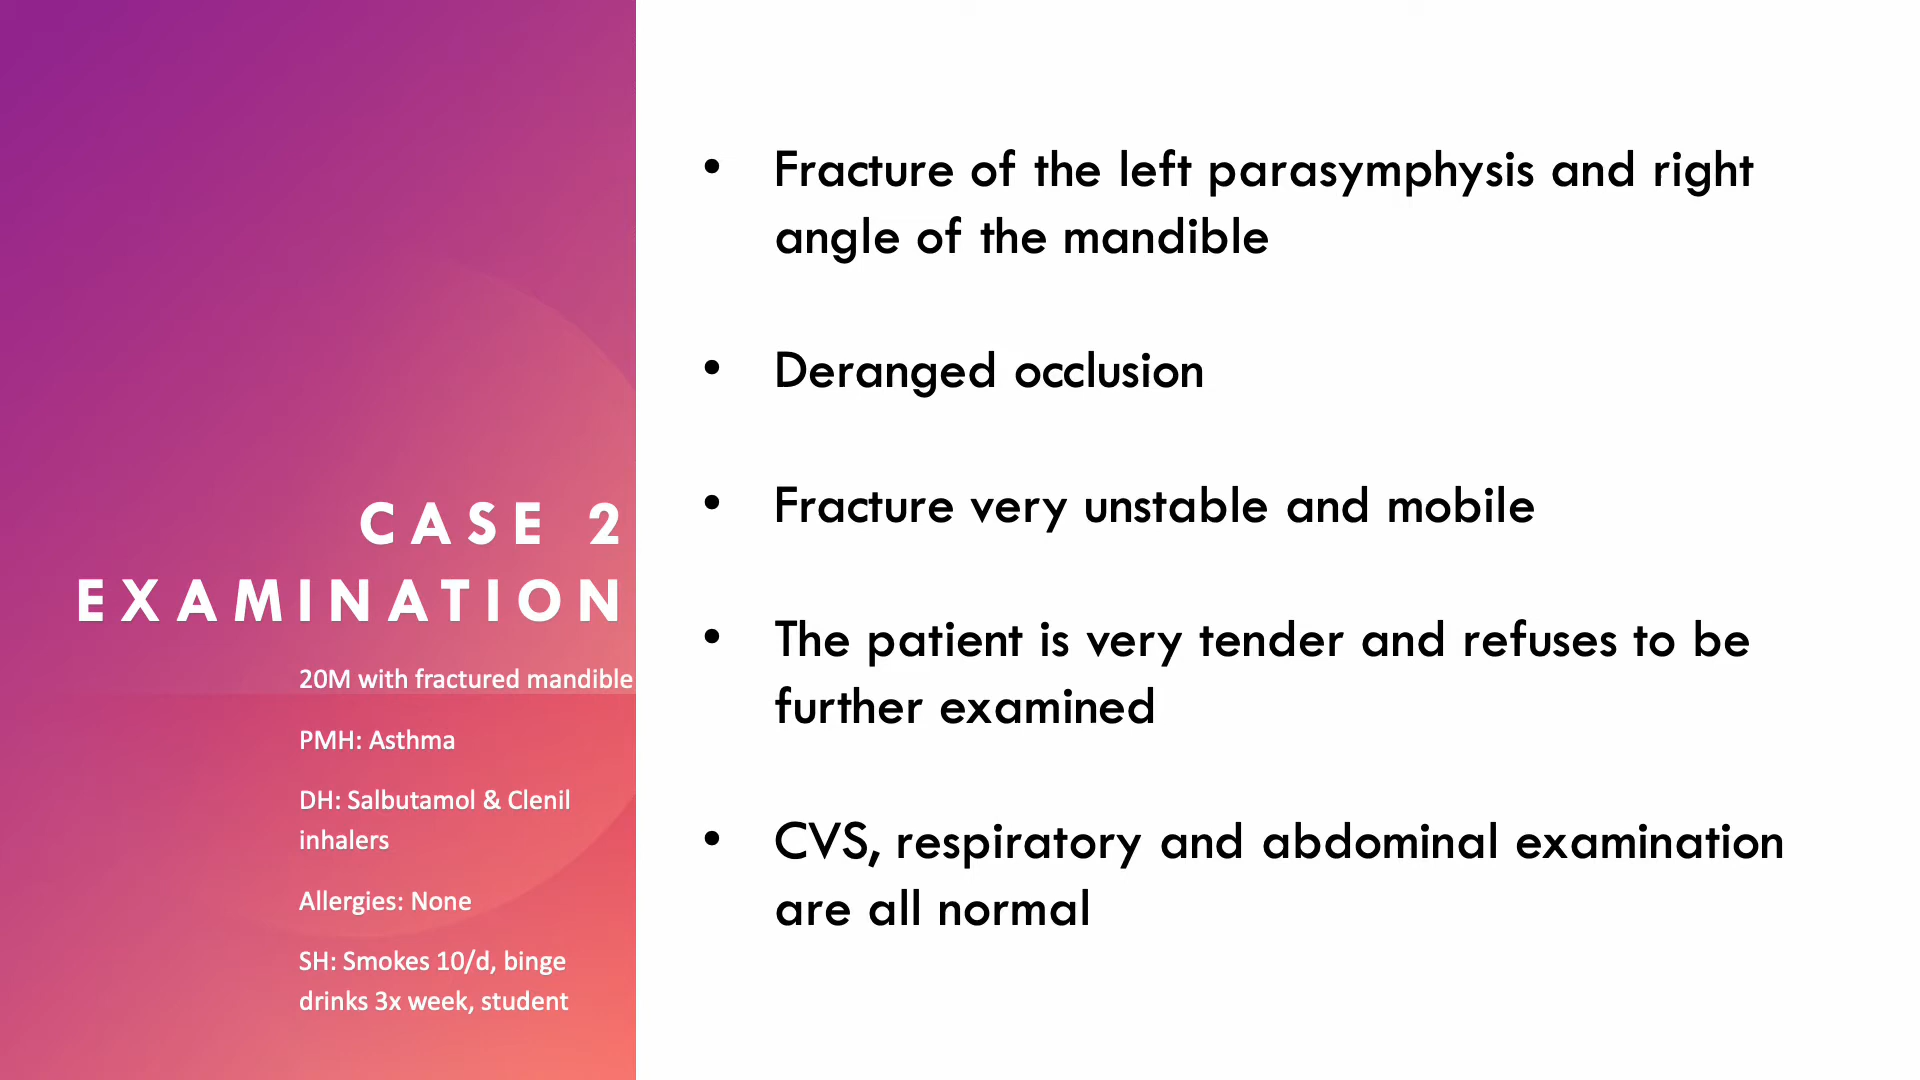 CASE 2
EXAMINATION
20M with fractured mandible
PMH: Asthma
DH: Salbutamol & Clenil
inhalers
Allergies: None
SH: Smokes 10/d, binge
drinks 3x week, student
• Fracture of the left parasymphysis and right
angle of the mandible
• Deranged occlusion
• Fracture very unstable and mobile
• The patient is very tender and refuses to be
further examined
• CVS, respiratory and abdominal examination
are all normal